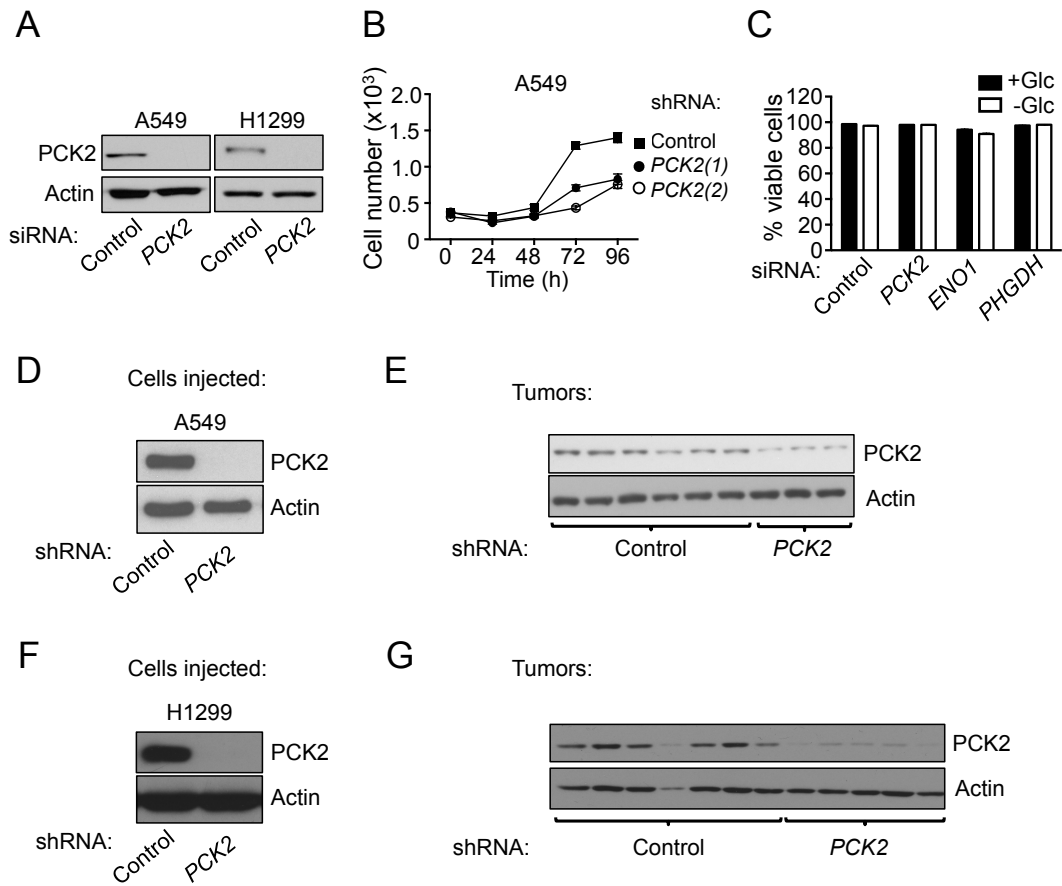 A
A549
H1299
PCK2
Actin
siRNA:
Control
PCK2
Control
PCK2
B
A549
Cell number (x10³)
2.0
1.5
1.0
0.5
0
0 24 48 72 96
Time (h)
shRNA:
Control
PCK2(1)
PCK2(2)
C
+Glc
-Glc
% viable cells
120
100
80
60
40
20
0
siRNA:
Control
PCK2
ENO1
PHGDH
D
Cells injected:
A549
PCK2
Actin
shRNA:
Control
PCK2
E
Tumors:
PCK2
Actin
shRNA:
Control
PCK2
F
Cells injected:
H1299
PCK2
Actin
shRNA:
Control
PCK2
G
Tumors:
PCK2
Actin
shRNA:
Control
PCK2